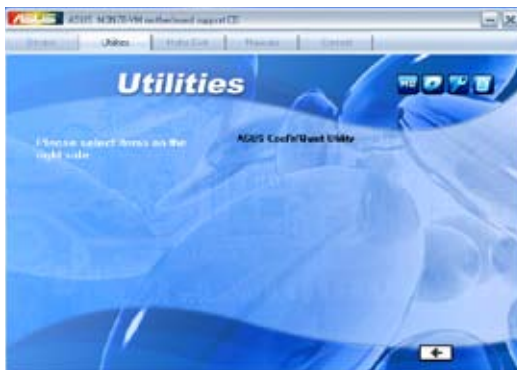 ASUS M3N78-VM motherboard support CD
Drivers Utilities Make Disk Manuals Contact
Utilities
Please select items on the
right side
ASUS Cool'n'Quiet Utility